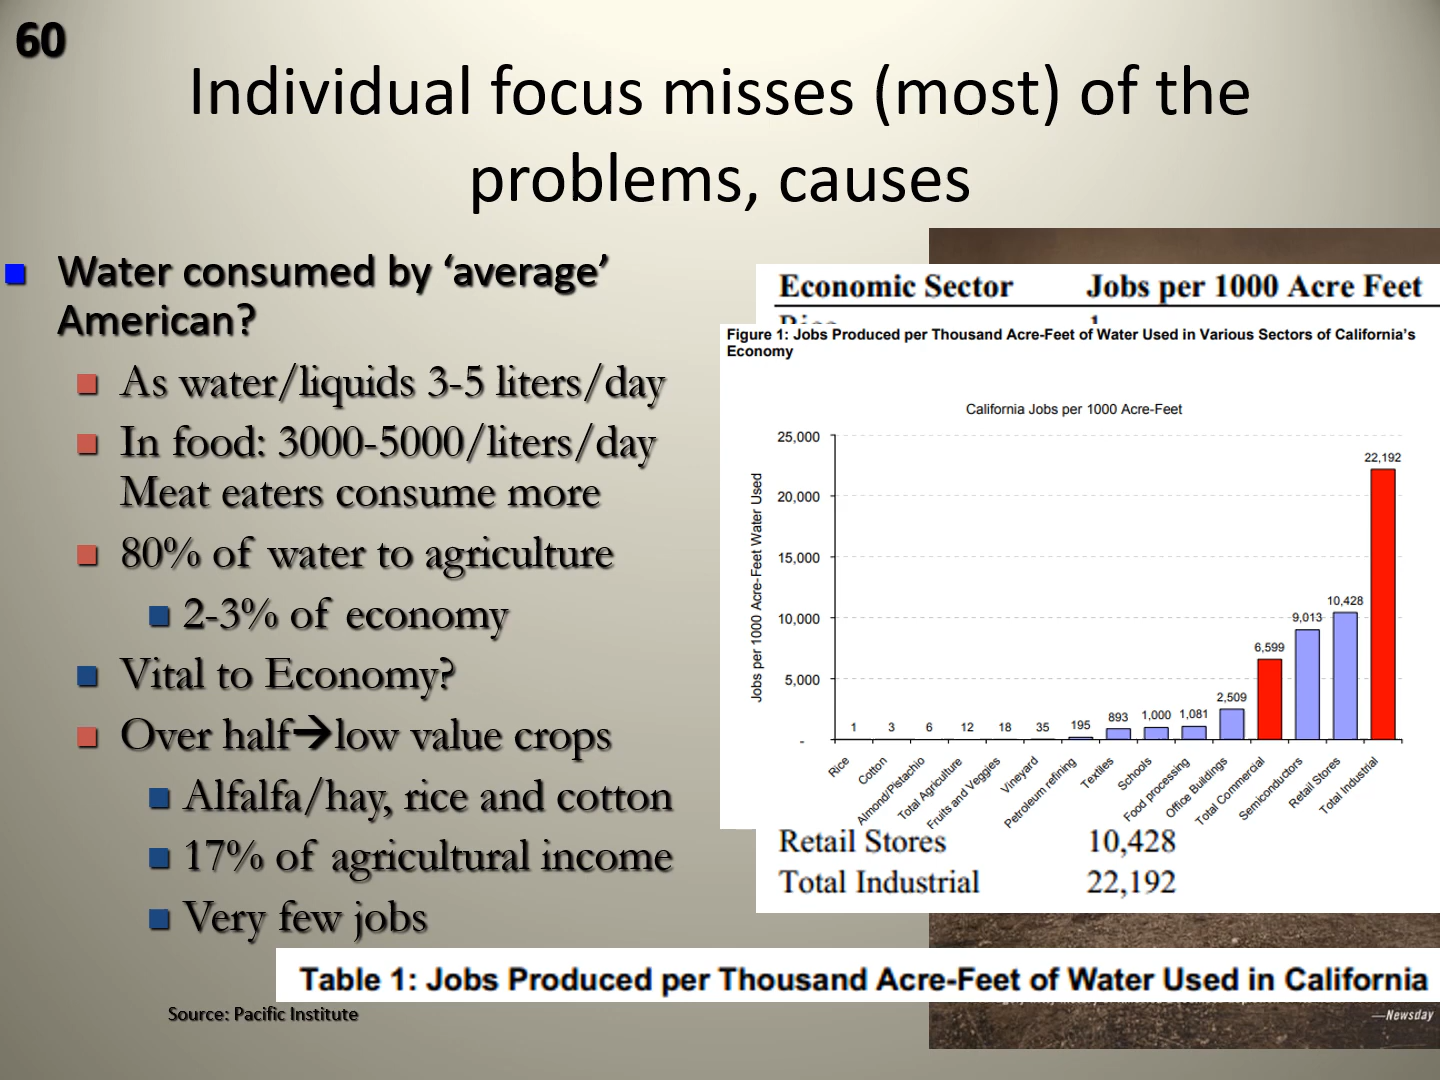 60
Individual focus misses (most) of the
problems, causes
Water consumed by ‘average’
American?
As water/liquids 3-5 liters/day
In food: 3000-5000/liters/day
Meat eaters consume more
80% of water to agriculture
2-3% of economy
Vital to Economy?
Over half➔low value crops
Alfalfa/hay, rice and cotton
17% of agricultural income
Very few jobs
Source: Pacific Institute
Economic Sector Jobs per 1000 Acre Feet
Figure 1: Jobs Produced per Thousand Acre-Feet of Water Used in Various Sectors of California’s
Economy
California Jobs per 1000 Acre-Feet
Jobs per 1000 Acre-Feet Water Used
25,000
20,000
15,000
10,000
5,000
-
1 3 6 12 18 35 195 893 1,000 1,081 2,509 6,599 9,013 10,428 22,192
Rice
Cotton
Almond/Pistachio
Total Agriculture
Fruits and Veggies
Vineyard
Petroleum refining
Textiles
Schools
Food processing
Office Buildings
Total Commercial
Semiconductors
Retail Stores
Total Industrial
Retail Stores 10,428
Total Industrial 22,192
Table 1: Jobs Produced per Thousand Acre-Feet of Water Used in California
—Newsday